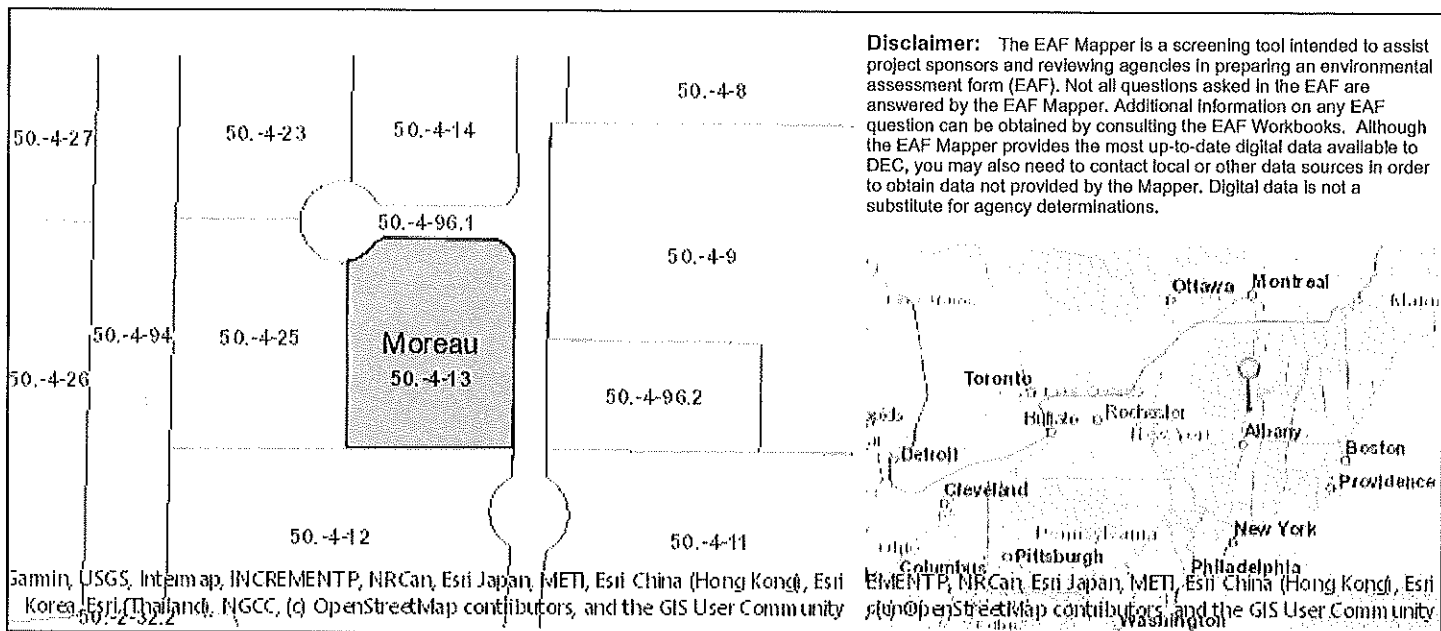 50.-4-27
50.-4-23
50.-4-14
50.-4-8
50.-4-96.1
50.-4-9
50.-4-94
50.-4-25
Moreau
50.-4-13
50.-4-26
50.-4-96.2
50.-4-12
50.-4-11
Garmin, USGS, Intermap, INCREMENT P, NRCan, Esri Japan, METI, Esri China (Hong Kong), Esri
Korea, Esri (Thailand), NGCC, (c) OpenStreetMap contributors, and the GIS User Community
50.-2-32.2
Disclaimer: The EAF Mapper is a screening tool intended to assist
project sponsors and reviewing agencies in preparing an environmental
assessment form (EAF). Not all questions asked in the EAF are
answered by the EAF Mapper. Additional information on any EAF
question can be obtained by consulting the EAF Workbooks. Although
the EAF Mapper provides the most up-to-date digital data available to
DEC, you may also need to contact local or other data sources in order
to obtain data not provided by the Mapper. Digital data is not a
substitute for agency determinations.
Ottawa
Montreal
Toronto
Buffalo
Rochester
New York
Albany
Boston
Detroit
Providence
Cleveland
Pennsylvania
New York
Pittsburgh
Columbus
Philadelphia
EMENT P, NRCan, Esri Japan, METI, Esri China (Hong Kong), Esri
OpenStreetMap contributors, and the GIS User Community
Washington